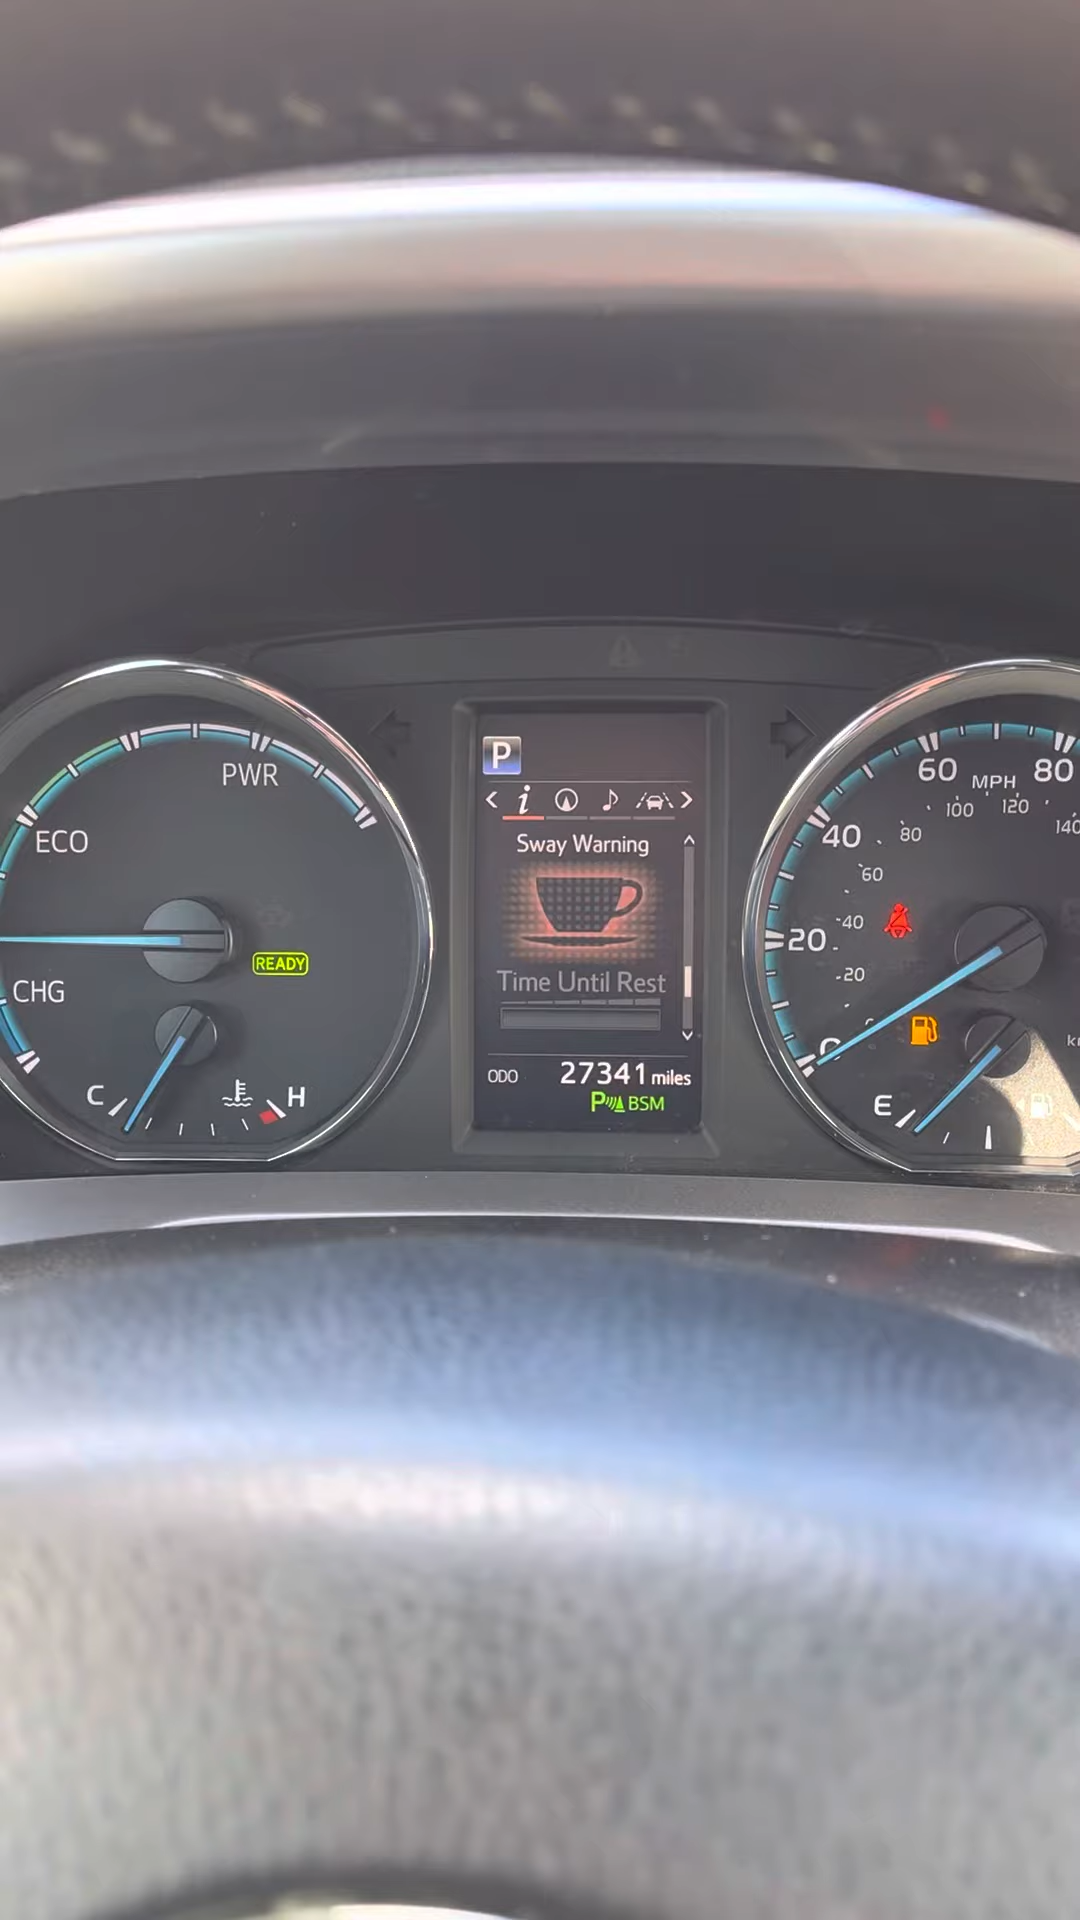 PWR
ECO
READY
CHG
C
H
P
i
Sway Warning
Time Until Rest
ODO 27341 miles
P BSM
60 MPH 80
100 120 140
40 80
60
20 40
20
0
E